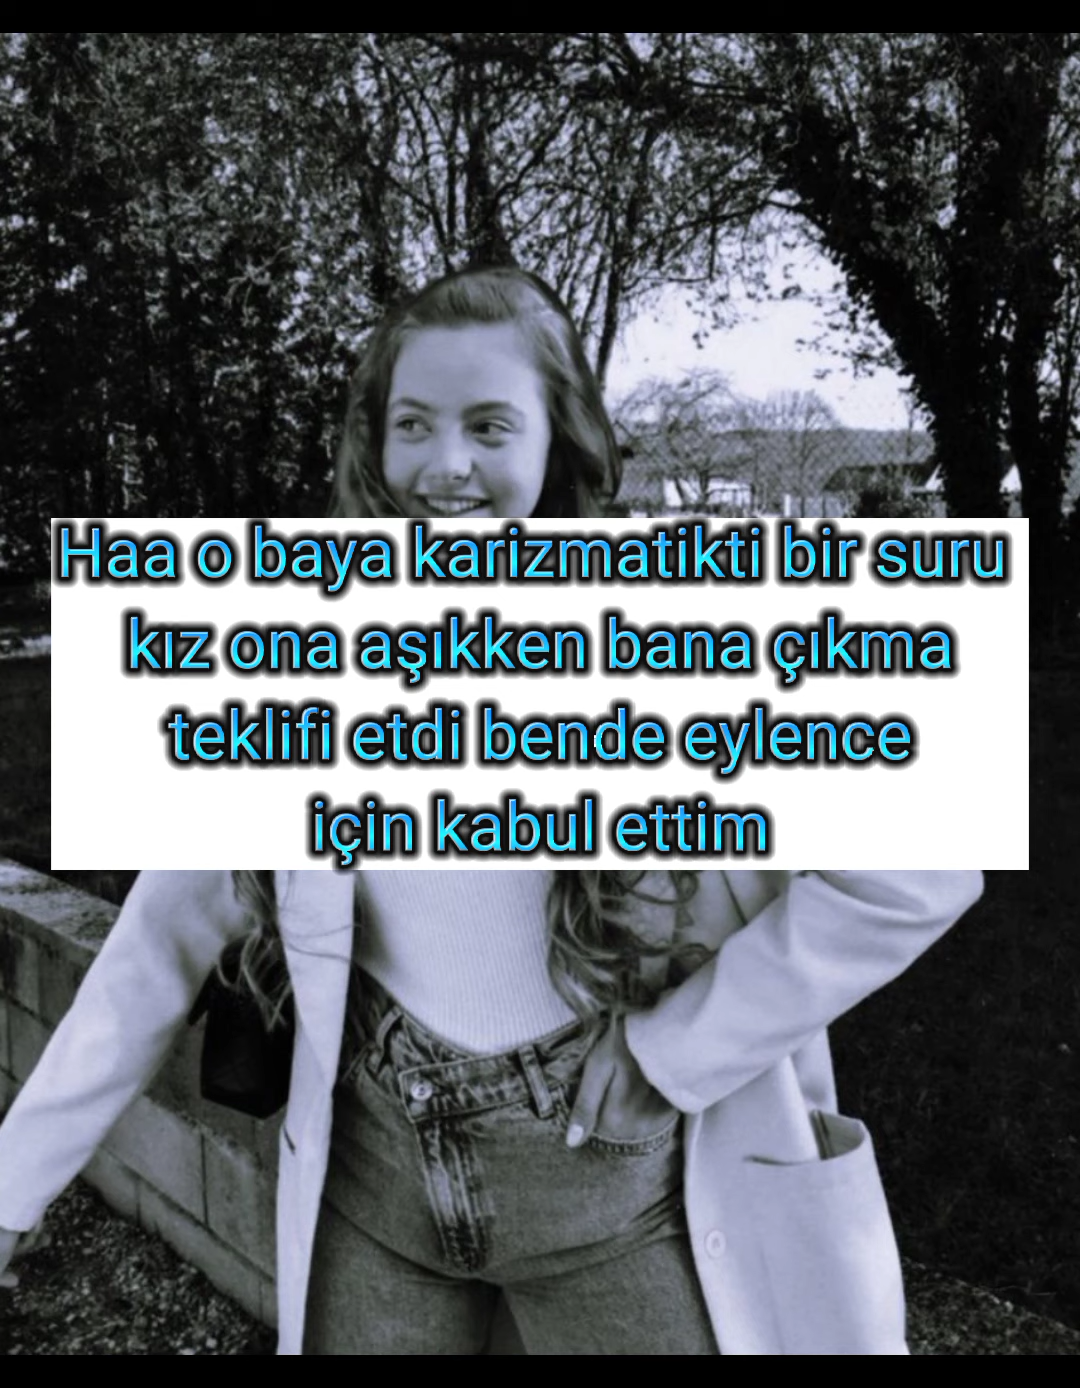 Haa o baya karizmatikti bir suru
kız ona aşıkken bana çıkma
teklifi etdi bende eylence
için kabul ettim